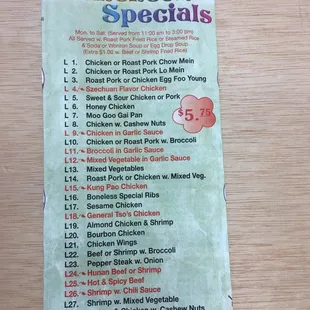 Luncheon
Specials
Mon. to Sat. (Served from 11:00 am to 3:00 pm)
All Served w. Roast Pork Fried Rice or Steamed Rice
& Soda or Wonton Soup or Egg Drop Soup
(Extra $1.00 w. Beef or Shrimp Fried Rice)
L 1. Chicken or Roast Pork Chow Mein
L 2. Chicken or Roast Pork Lo Mein
L 3. Roast Pork or Chicken Egg Foo Young
L 4. Szechuan Flavor Chicken
L 5. Sweet & Sour Chicken or Pork
L 6. Honey Chicken
L 7. Moo Goo Gai Pan
L 8. Chicken w. Cashew Nuts
$5.75
L 9. Chicken in Garlic Sauce
L10. Chicken or Roast Pork w. Broccoli
L11. Broccoli in Garlic Sauce
L12. Mixed Vegetable in Garlic Sauce
L13. Mixed Vegetables
L14. Roast Pork or Chicken w. Mixed Veg.
L15. Kung Pao Chicken
L16. Boneless Special Ribs
L17. Sesame Chicken
L18. General Tso's Chicken
L19. Almond Chicken & Shrimp
L20. Bourbon Chicken
L21. Chicken Wings
L22. Beef or Shrimp w. Broccoli
L23. Pepper Steak w. Onion
L24. Hunan Beef or Shrimp
L25. Hot & Spicy Beef
L26. Shrimp w. Chili Sauce
L27. Shrimp w. Mixed Vegetable
& Chicken w. Cashew Nuts